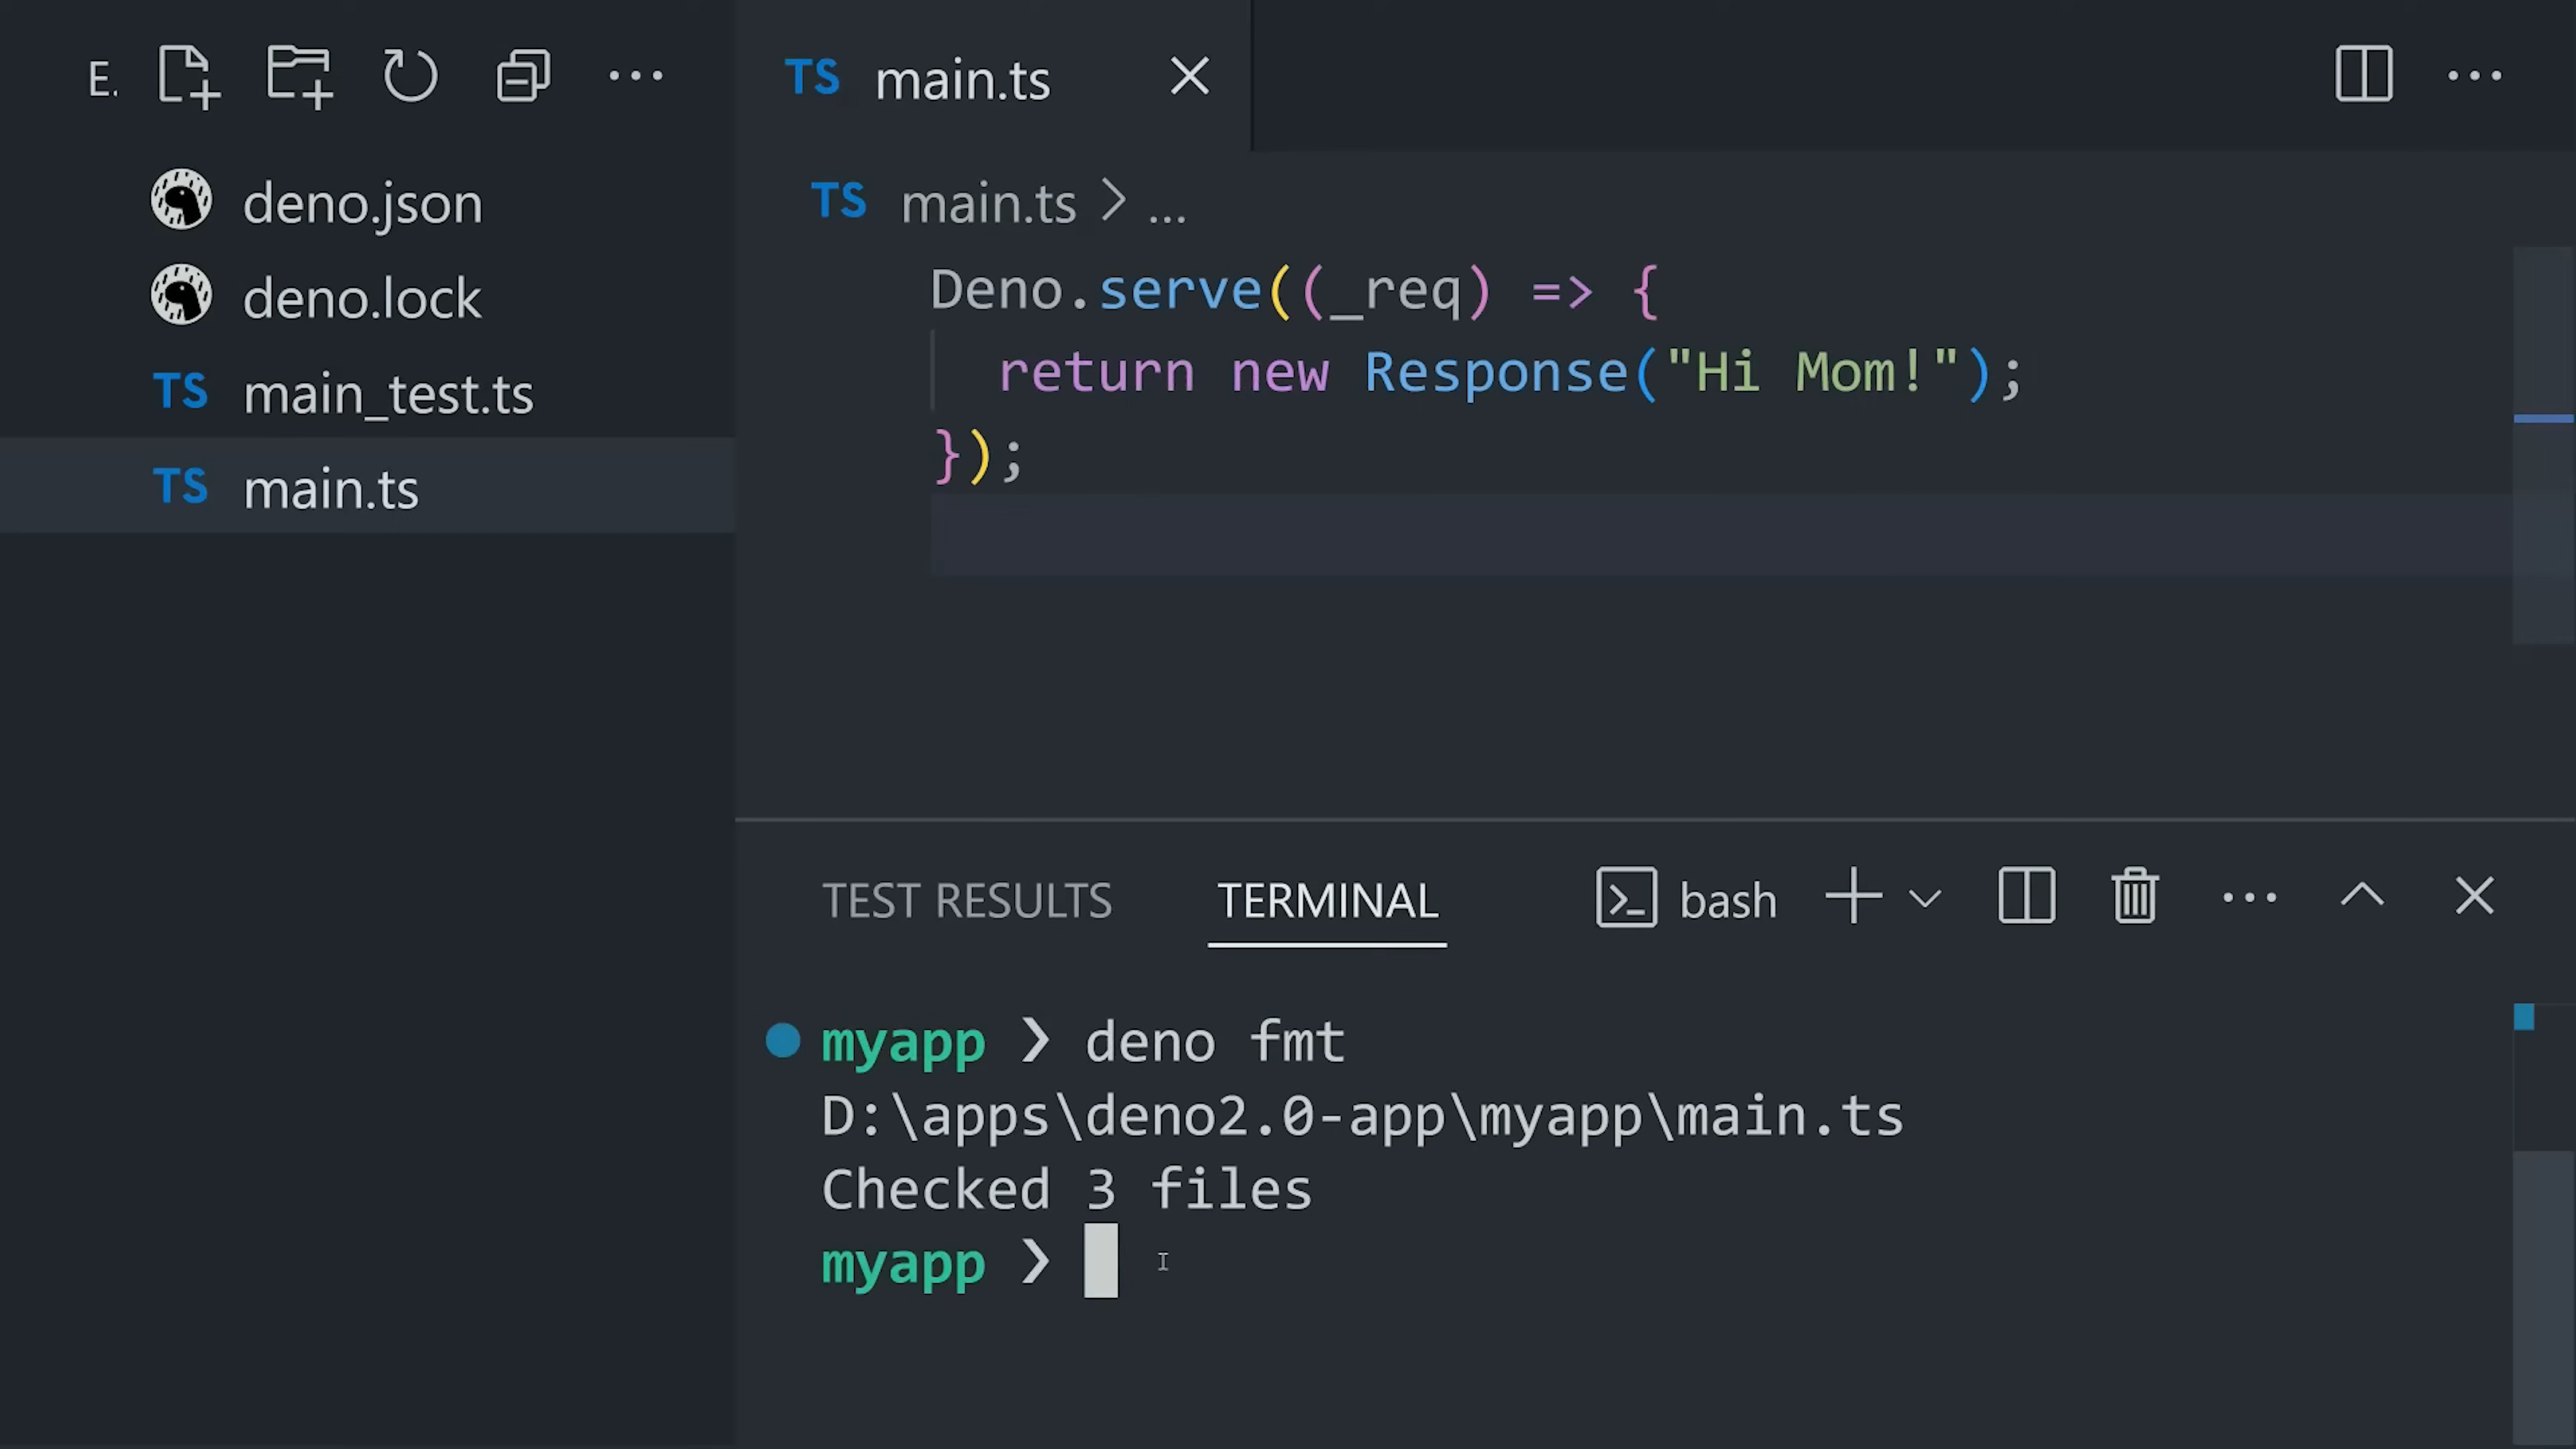 E.
TS main.ts
deno.json
deno.lock
TS main_test.ts
TS main.ts
TS main.ts > ...
Deno.serve((_req) => {
return new Response("Hi Mom!");
});
TEST RESULTS TERMINAL bash
myapp ❯ deno fmt
D:\apps\deno2.0-app\myapp\main.ts
Checked 3 files
myapp ❯